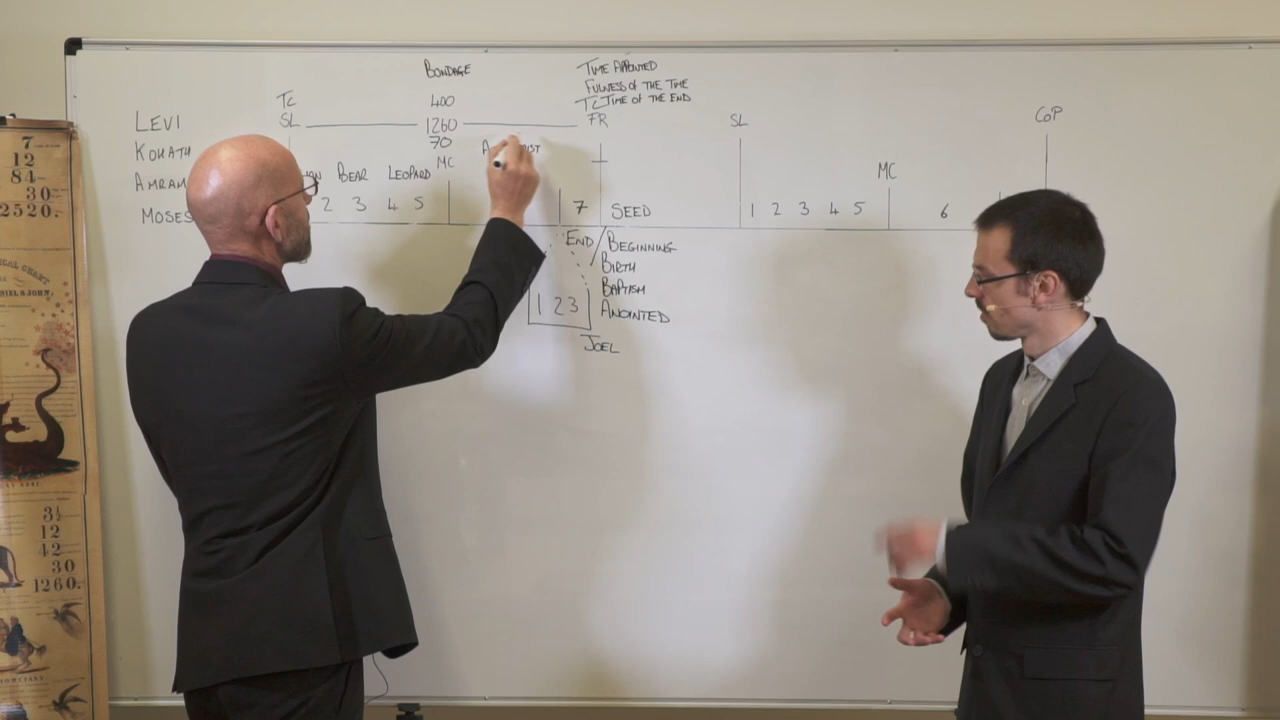 BONDAGE
TIME APPOINTED
FULNESS OF THE TIME
TC TIME OF THE END
TC
400
FR
SL
1260
LEVI
KOHATH
70
MC
AMRAM
BEAR
LEOPARD
MOSES
2 3 4 5
7
SEED
SL
COP
MC
1 2 3 4 5
6
END
BEGINNING
BIRTH
BAPTISM
ANOINTED
1 2 3
JOEL
7
12
84
30
2520.
NIEL & JOHN.
3½
12
42
30
1260.